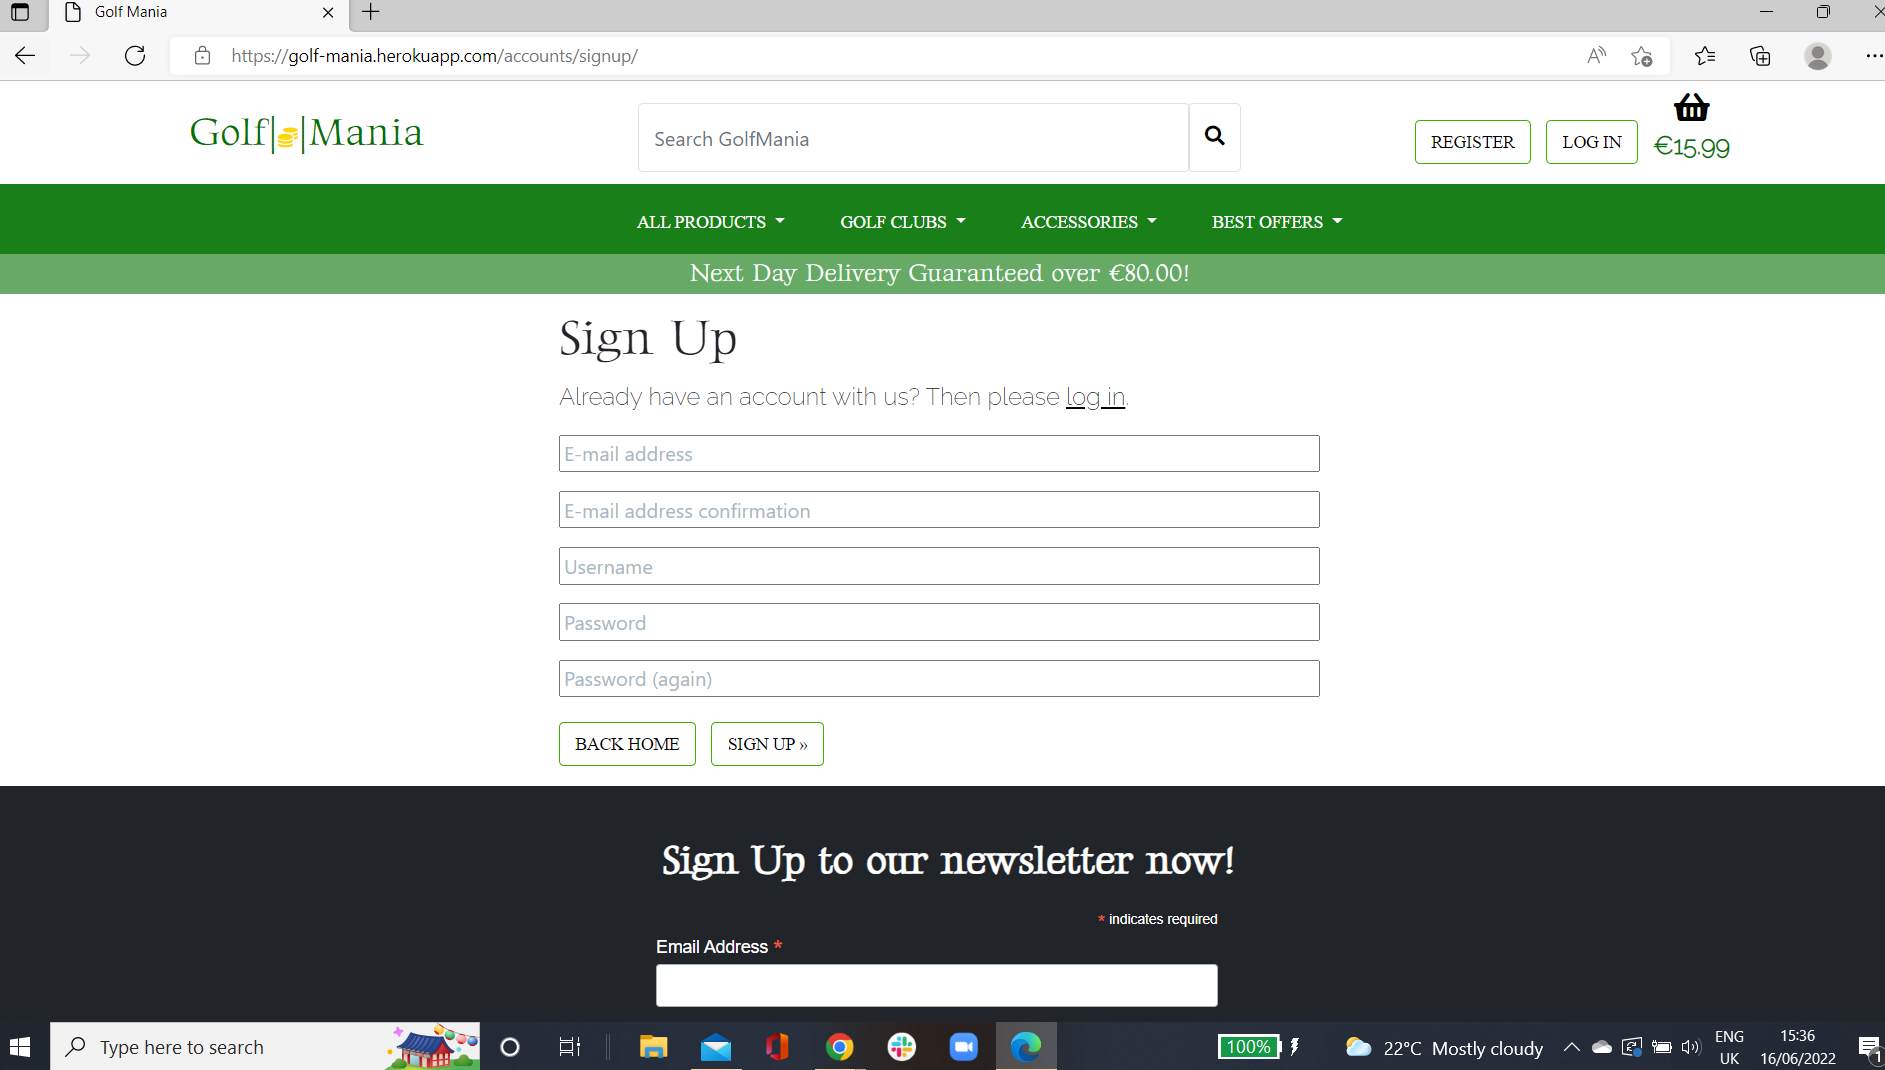 Golf Mania
https://golf-mania.herokuapp.com/accounts/signup/
Golf||Mania
Search GolfMania
REGISTER
LOG IN
€15.99
ALL PRODUCTS
GOLF CLUBS
ACCESSORIES
BEST OFFERS
Next Day Delivery Guaranteed over €80.00!
Sign Up
Already have an account with us? Then please log in.
E-mail address
E-mail address confirmation
Username
Password
Password (again)
BACK HOME
SIGN UP »
Sign Up to our newsletter now!
* indicates required
Email Address *
Type here to search
100%
22°C Mostly cloudy
ENG
UK
15:36
16/06/2022
1